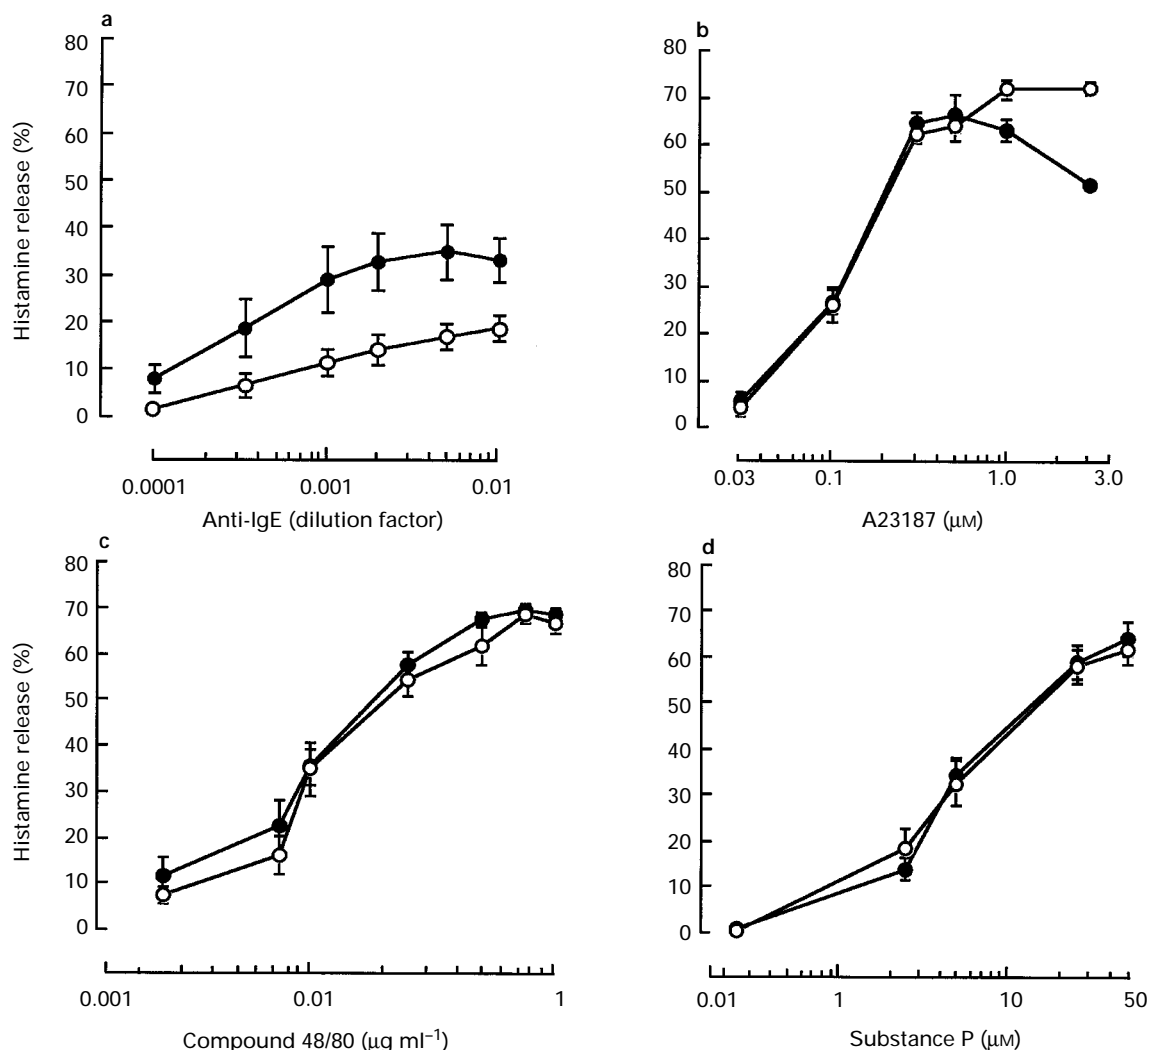 a
80
70
60
50
40
30
20
10
0
Histamine release (%)
0.0001 0.001 0.01
Anti-IgE (dilution factor)
b
80
70
60
50
40
30
20
10
0
0.03 0.1 1.0 3.0
A23187 (µM)
c
80
70
60
50
40
30
20
10
0
Histamine release (%)
0.001 0.01 1
Compound 48/80 (µg ml⁻¹)
d
80
70
60
50
40
30
20
10
0
0.01 1 10 50
Substance P (µM)